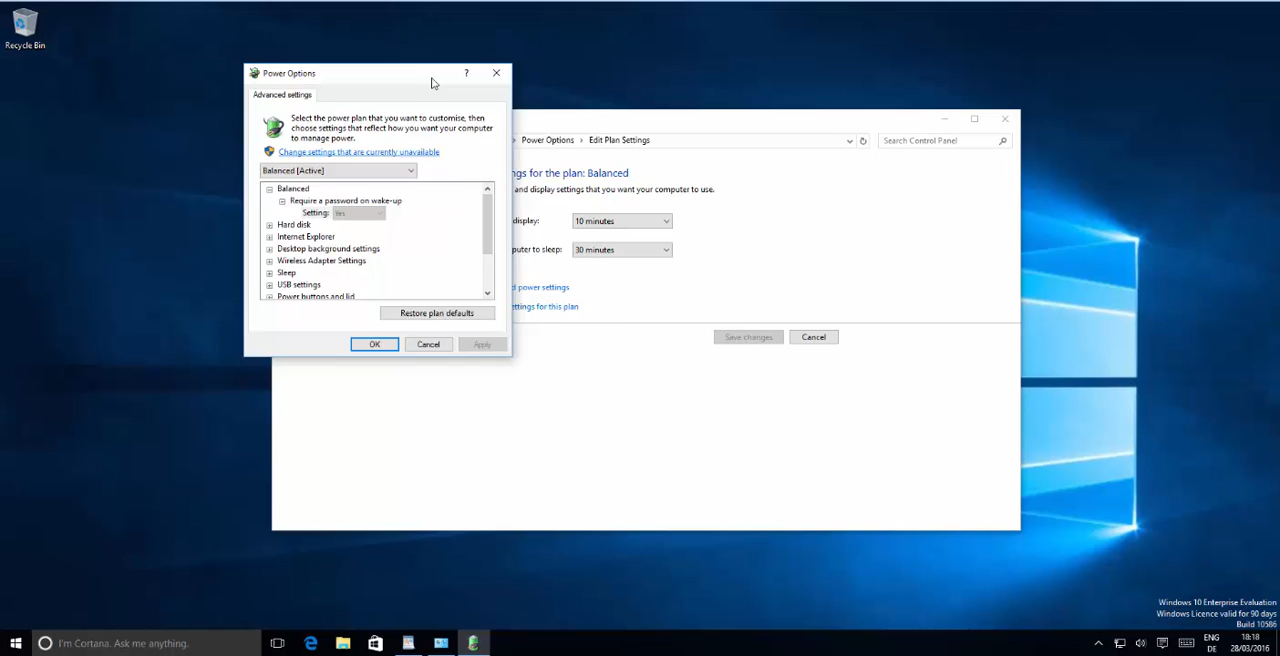 Recycle Bin
Power Options
?
Advanced settings
Select the power plan that you want to customise, then
choose settings that reflect how you want your computer
to manage power.
Change settings that are currently unavailable
Balanced [Active]
Balanced
Require a password on wake-up
Setting: Yes
Hard disk
Internet Explorer
Desktop background settings
Wireless Adapter Settings
Sleep
USB settings
Power buttons and lid
Restore plan defaults
OK Cancel Apply
Power Options > Edit Plan Settings
Search Control Panel
gs for the plan: Balanced
and display settings that you want your computer to use.
display: 10 minutes
puter to sleep: 30 minutes
d power settings
ettings for this plan
Save changes Cancel
Windows 10 Enterprise Evaluation
Windows Licence valid for 90 days
Build 10586
I'm Cortana. Ask me anything.
ENG
DE
18:18
28/03/2016